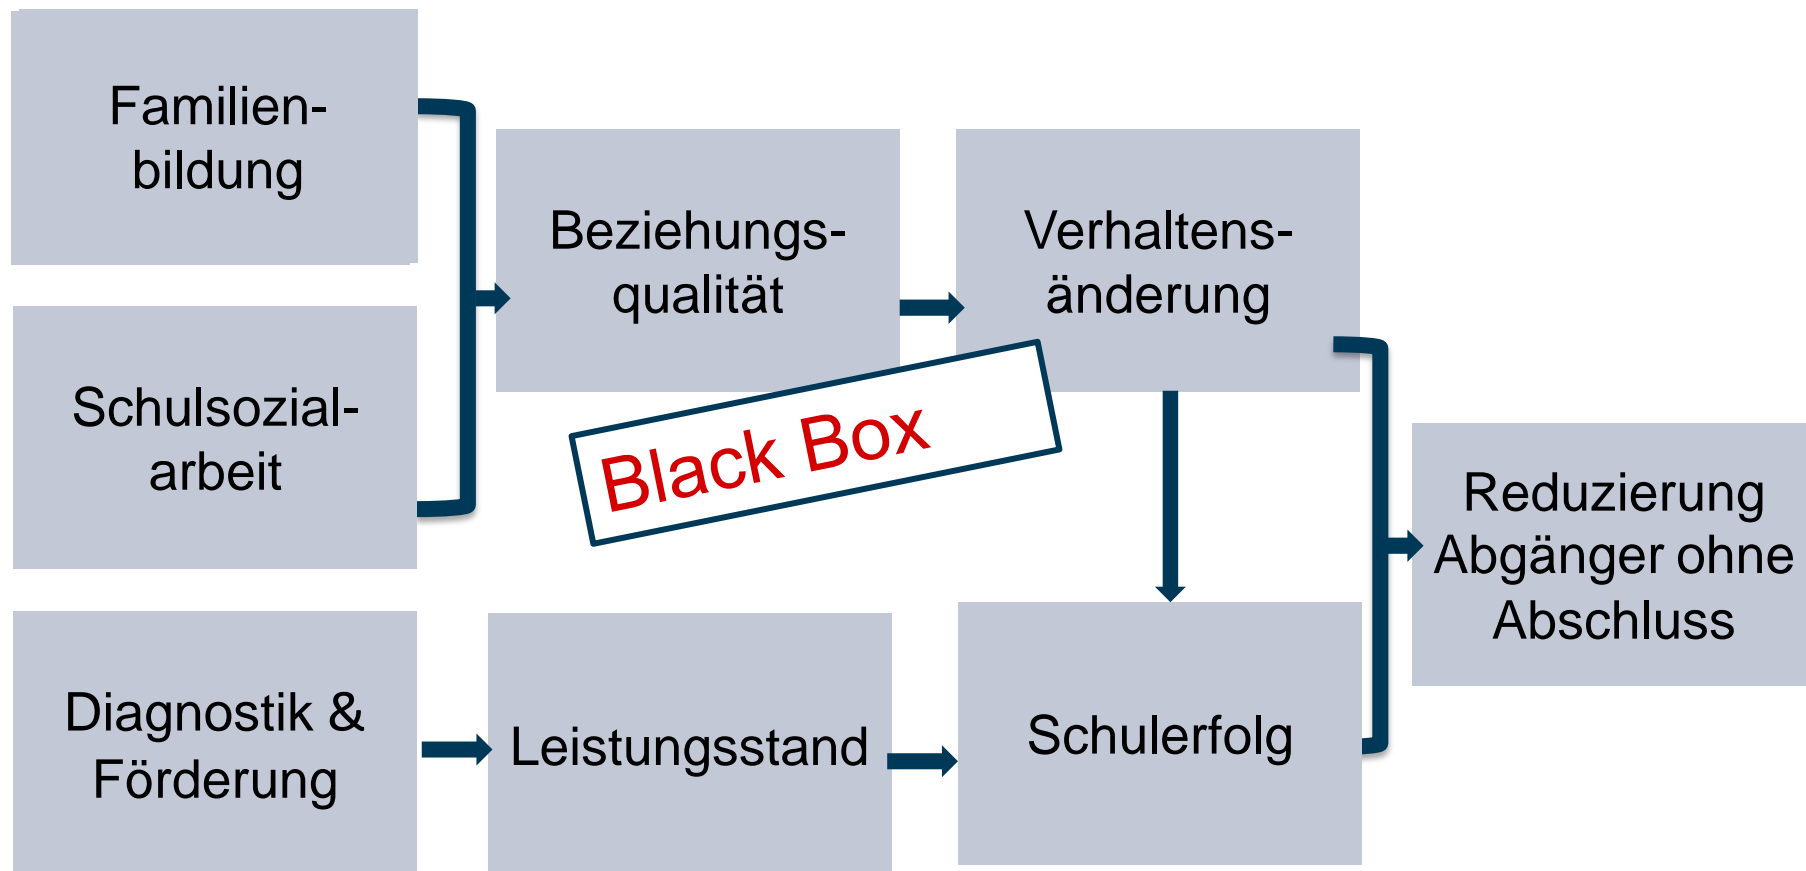 Familien-
bildung
Schulsozial-
arbeit
Diagnostik &
Förderung
Beziehungs-
qualität
Verhaltens-
änderung
Black Box
Leistungsstand
Schulerfolg
Reduzierung
Abgänger ohne
Abschluss